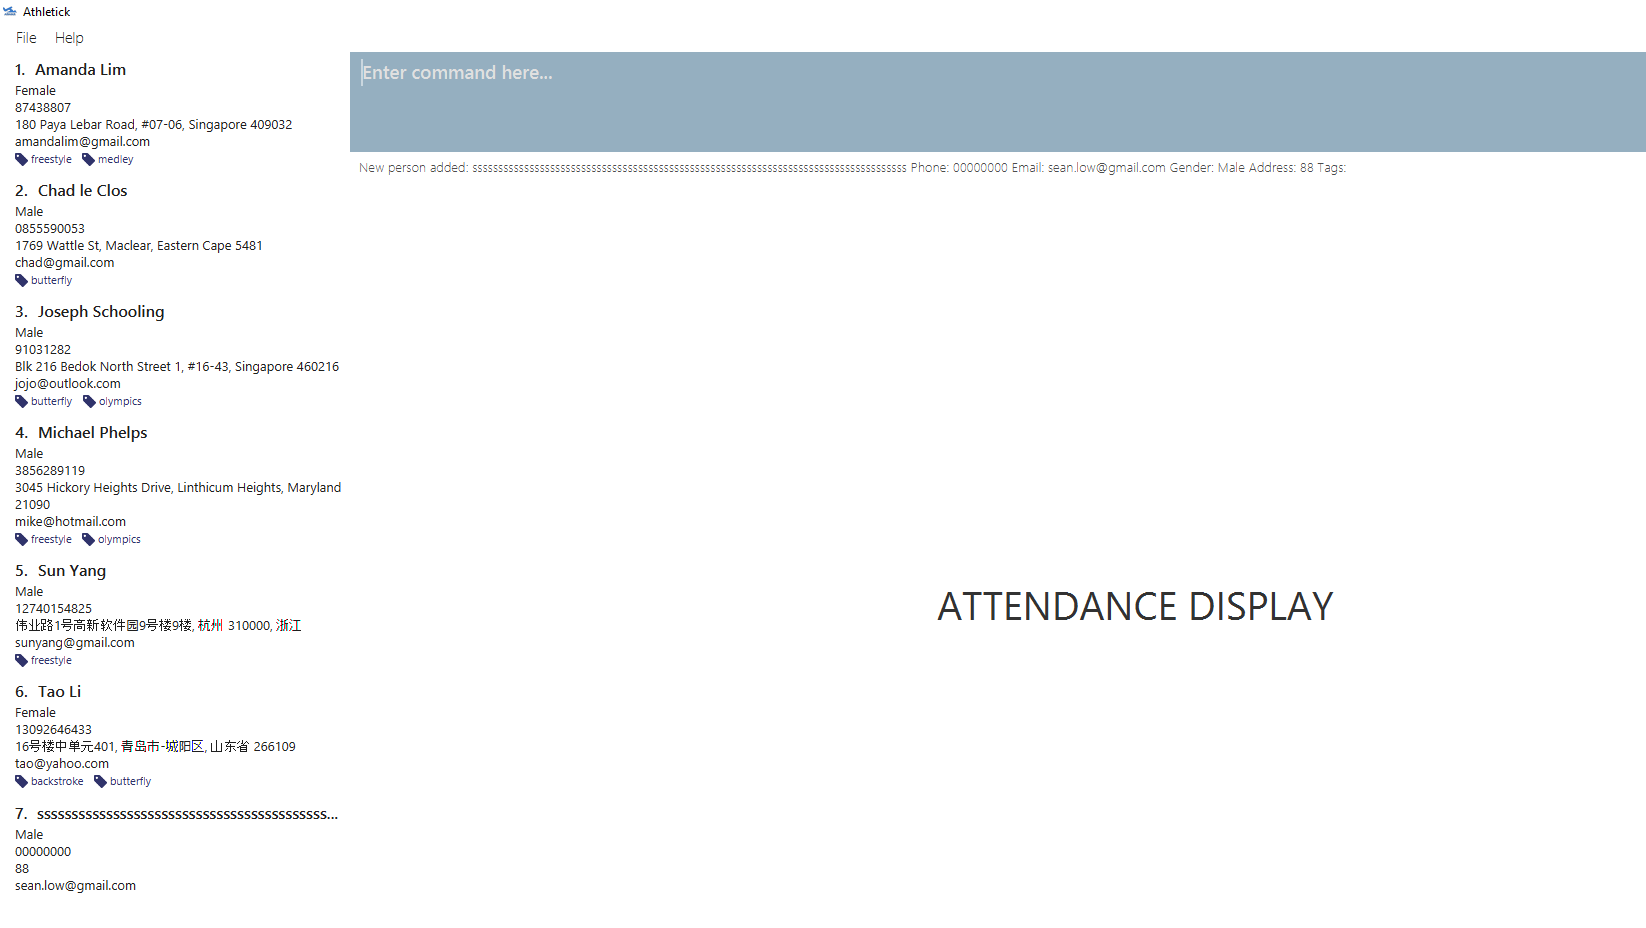 Athletick
File Help
1. Amanda Lim
Female
87438807
180 Paya Lebar Road, #07-06, Singapore 409032
amandalim@gmail.com
freestyle medley
2. Chad le Clos
Male
0855590053
1769 Wattle St, Maclear, Eastern Cape 5481
chad@gmail.com
butterfly
3. Joseph Schooling
Male
91031282
Blk 216 Bedok North Street 1, #16-43, Singapore 460216
jojo@outlook.com
butterfly olympics
4. Michael Phelps
Male
3856289119
3045 Hickory Heights Drive, Linthicum Heights, Maryland
21090
mike@hotmail.com
freestyle olympics
5. Sun Yang
Male
12740154825
伟业路1号高新软件园9号楼9楼, 杭州 310000, 浙江
sunyang@gmail.com
freestyle
6. Tao Li
Female
13092646433
16号楼中单元401, 青岛市-城阳区, 山东省 266109
tao@yahoo.com
backstroke butterfly
7. ssssssssssssssssssssssssssssssssssssssssss...
Male
00000000
88
sean.low@gmail.com
Enter command here...
New person added: ssssssssssssssssssssssssssssssssssssssssssssssssssssssssssssssssssssssssssssssssssssss Phone: 00000000 Email: sean.low@gmail.com Gender: Male Address: 88 Tags:
ATTENDANCE DISPLAY